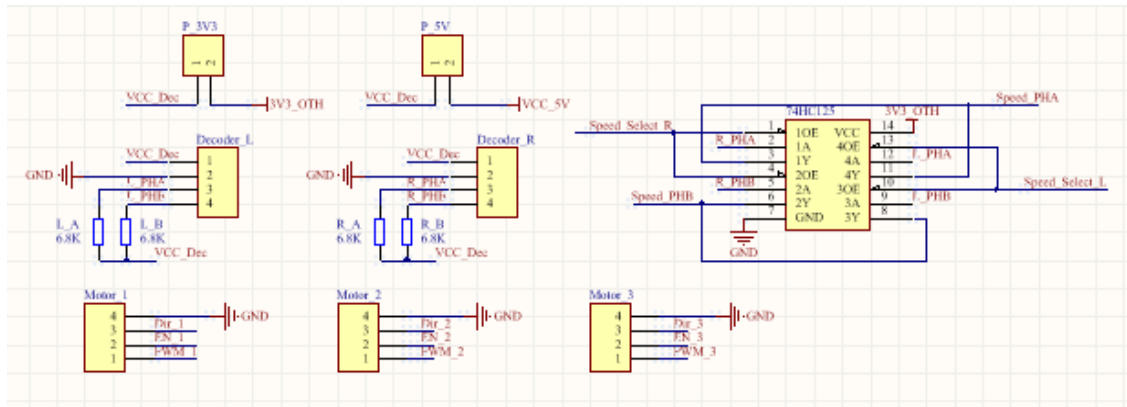 P_3V3
1 2
VCC_Dec
3V3_OTH
P_5V
1 2
VCC_Dec
VCC_5V
Decoder_L
VCC_Dec
1
GND
2
L_PHA
3
L_PHB
4
L_A
6.8K
L_B
6.8K
VCC_Dec
Decoder_R
VCC_Dec
1
GND
2
R_PHA
3
R_PHB
4
R_A
6.8K
R_B
6.8K
VCC_Dec
Speed_PHA
74HC125
3V3_OTH
Speed_Select_R
1 1OE VCC 14
R_PHA 2 1A 4OE 13
3 1Y 4A 12 L_PHA
4 2OE 4Y 11
R_PHB 5 2A 3OE 10 Speed_Select_L
Speed_PHB 6 2Y 3A 9 L_PHB
7 GND 3Y 8
GND
Motor_1
4 GND
3 Dir_1
2 EN_1
1 PWM_1
Motor_2
4 GND
3 Dir_2
2 EN_2
1 PWM_2
Motor_3
4 GND
3 Dir_3
2 EN_3
1 PWM_3